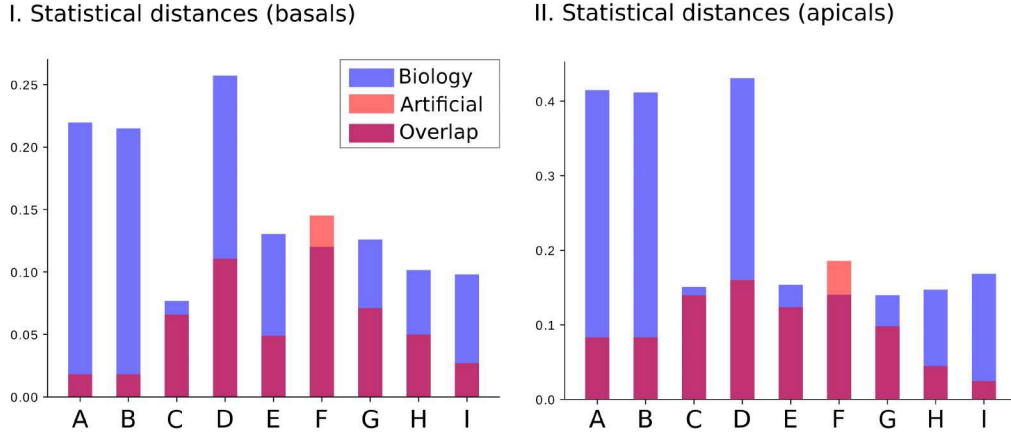 I. Statistical distances (basals)
0.25
0.20
0.15
0.10
0.05
0.00
Biology
Artificial
Overlap
A B C D E F G H I
II. Statistical distances (apicals)
0.4
0.3
0.2
0.1
0.0
A B C D E F G H I